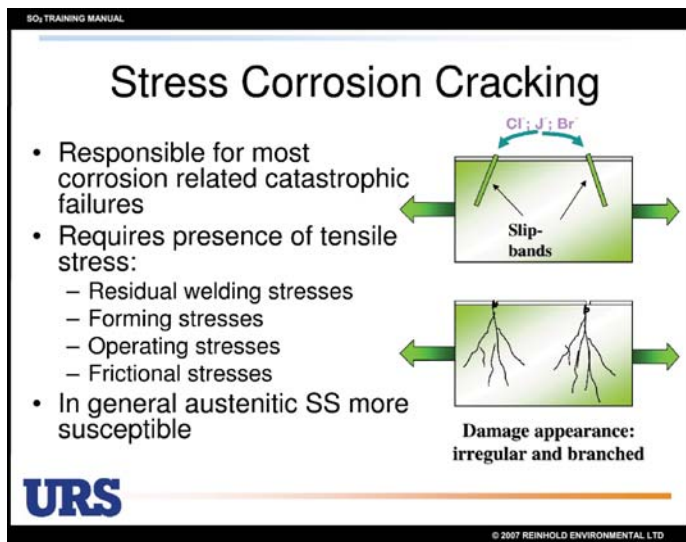 SO₂ TRAINING MANUAL
Stress Corrosion Cracking
• Responsible for most
corrosion related catastrophic
failures
• Requires presence of tensile
stress:
– Residual welding stresses
– Forming stresses
– Operating stresses
– Frictional stresses
• In general austenitic SS more
susceptible
Cl⁻; J⁻; Br⁻
Slip-
bands
Damage appearance:
irregular and branched
URS
© 2007 REINHOLD ENVIRONMENTAL LTD